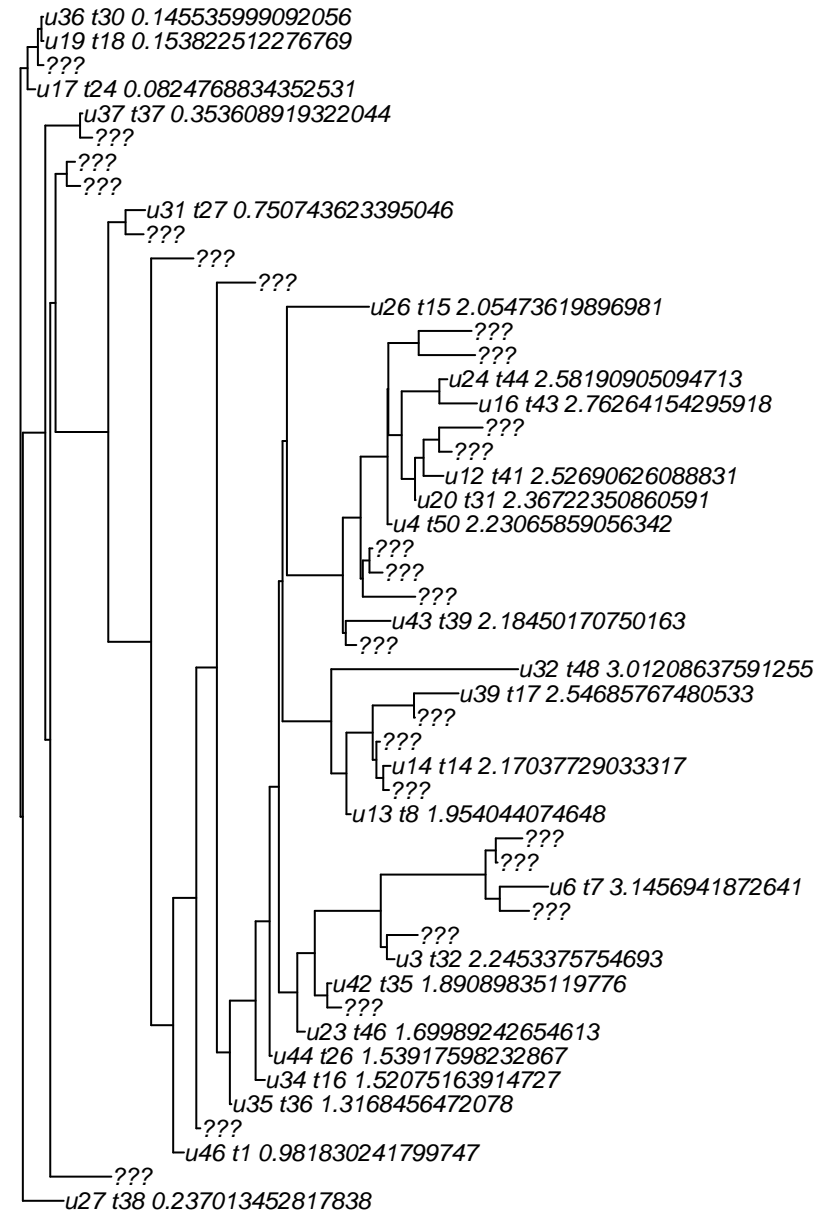 u36 t30 0.145535999092056
u19 t18 0.153822512276769
???
u17 t24 0.0824768834352531
u37 t37 0.353608919322044
???
???
???
u31 t27 0.750743623395046
???
???
???
u26 t15 2.05473619896981
???
???
u24 t44 2.58190905094713
u16 t43 2.76264154295918
???
???
u12 t41 2.52690626088831
u20 t31 2.36722350860591
u4 t50 2.23065859056342
???
???
???
u43 t39 2.18450170750163
???
u32 t48 3.01208637591255
u39 t17 2.54685767480533
???
???
u14 t14 2.17037729033317
???
u13 t8 1.954044074648
???
???
u6 t7 3.1456941872641
???
???
u3 t32 2.2453375754693
u42 t35 1.89089835119776
???
u23 t46 1.69989242654613
u44 t26 1.53917598232867
u34 t16 1.52075163914727
u35 t36 1.3168456472078
???
u46 t1 0.981830241799747
???
u27 t38 0.237013452817838